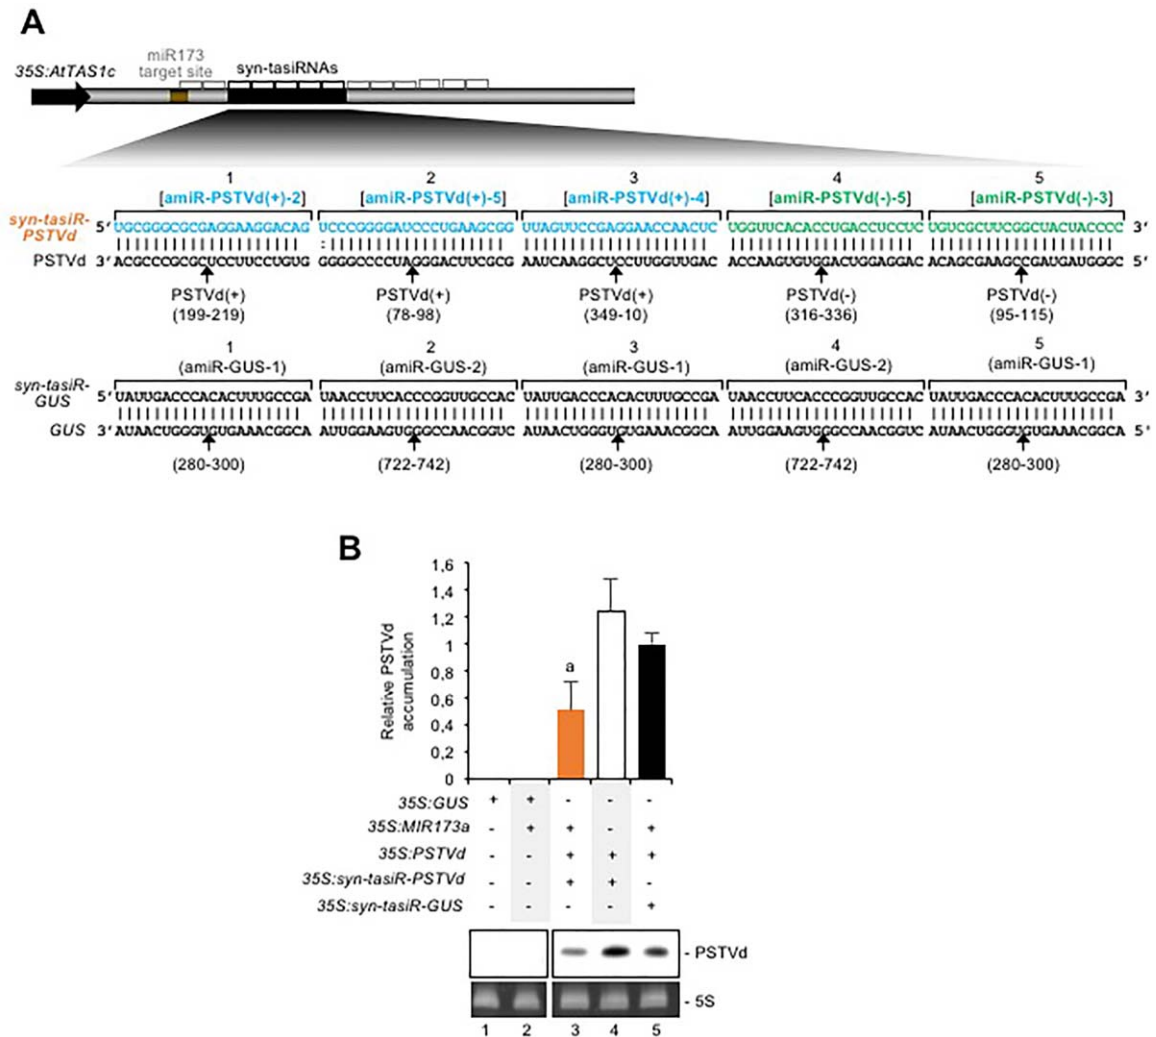 A
35S:AtTAS1c
miR173
target site
syn-tasiRNAs
1 2 3 4 5
[amiR-PSTVd(+)-2] [amiR-PSTVd(+)-5] [amiR-PSTVd(+)-4] [amiR-PSTVd(-)-5] [amiR-PSTVd(-)-3]
syn-tasiR-
PSTVd
5′ UGCGGGCGCGAGGAAGGACAG UCCCGGGGAUCCCUGAAGCGG UUAGUUCCGAGGAACCAACUC UGGUUCACACCUGACCUCCUC UGUCGCUUCGGCUACUACCCC 3′
PSTVd 3′ ACGCCCGCGCUCCUUCCUGUG GGGGCCCCUAGGGACUUCGCG AAUCAAGGCUCCUUGGUUGAC ACCAAGUGUGGACUGGAGGAC ACAGCGAAGCCGAUGAUGGGC 5′
PSTVd(+) PSTVd(+) PSTVd(+) PSTVd(-) PSTVd(-)
(199-219) (78-98) (349-10) (316-336) (95-115)
1 2 3 4 5
(amiR-GUS-1) (amiR-GUS-2) (amiR-GUS-1) (amiR-GUS-2) (amiR-GUS-1)
syn-tasiR-
GUS
5′ UAUUGACCCACACUUUGCCGA UAACCUUCACCCGGUUGCCAC UAUUGACCCACACUUUGCCGA UAACCUUCACCCGGUUGCCAC UAUUGACCCACACUUUGCCGA 3′
GUS 3′ AUAACUGGGUGUGAAACGGCA AUUGGAAGUGGGCCAACGGUC AUAACUGGGUGUGAAACGGCA AUUGGAAGUGGGCCAACGGUC AUAACUGGGUGUGAAACGGCA 5′
(280-300) (722-742) (280-300) (722-742) (280-300)
B
Relative PSTVd
accumulation
1,6
1,4
1,2
1
0,8
0,6
0,4
0,2
0
a
35S:GUS + + - - -
35S:MIR173a - + + - +
35S:PSTVd - - + + +
35S:syn-tasiR-PSTVd - - + + -
35S:syn-tasiR-GUS - - - - +
- PSTVd
- 5S
1 2 3 4 5